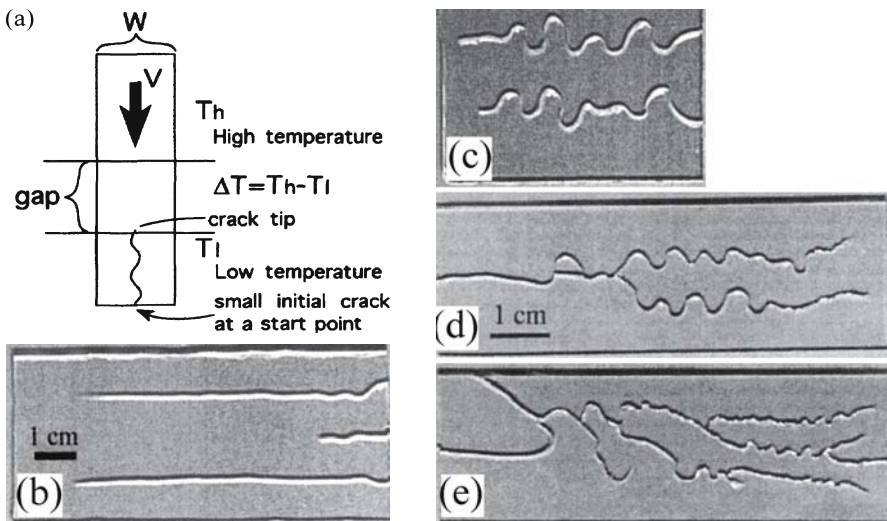 (a)
W
V
Th
High temperature
gap
ΔT=Th-Tl
crack tip
Tl
Low temperature
small initial crack
at a start point
1 cm
(b)
(c)
(d)
1 cm
(e)